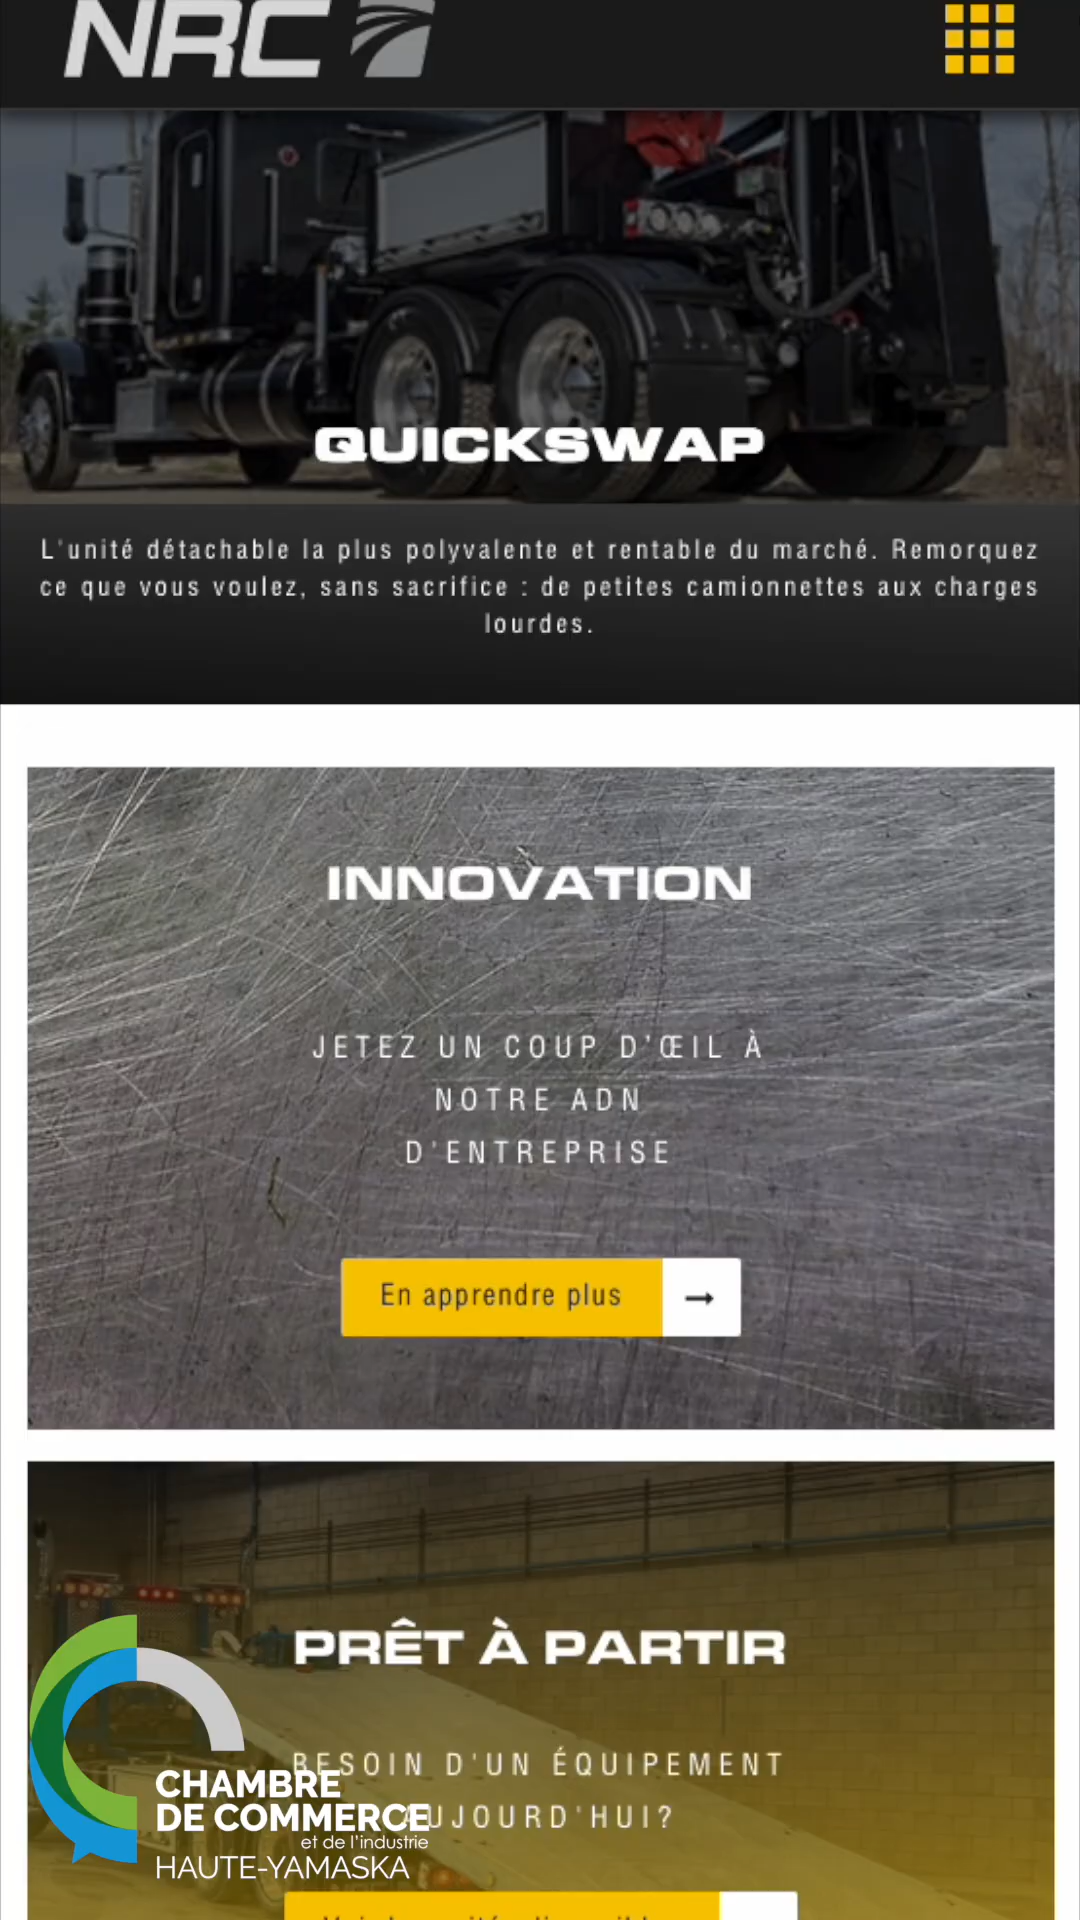 NRC
QUICKSWAP
L'unité détachable la plus polyvalente et rentable du marché. Remorquez
ce que vous voulez, sans sacrifice : de petites camionnettes aux charges
lourdes.
INNOVATION
JETEZ UN COUP D'ŒIL À
NOTRE ADN
D'ENTREPRISE
En apprendre plus
PRÊT À PARTIR
BESOIN D'UN ÉQUIPEMENT
AUJOURD'HUI?
CHAMBRE
DE COMMERCE
et de l'industrie
HAUTE-YAMASKA